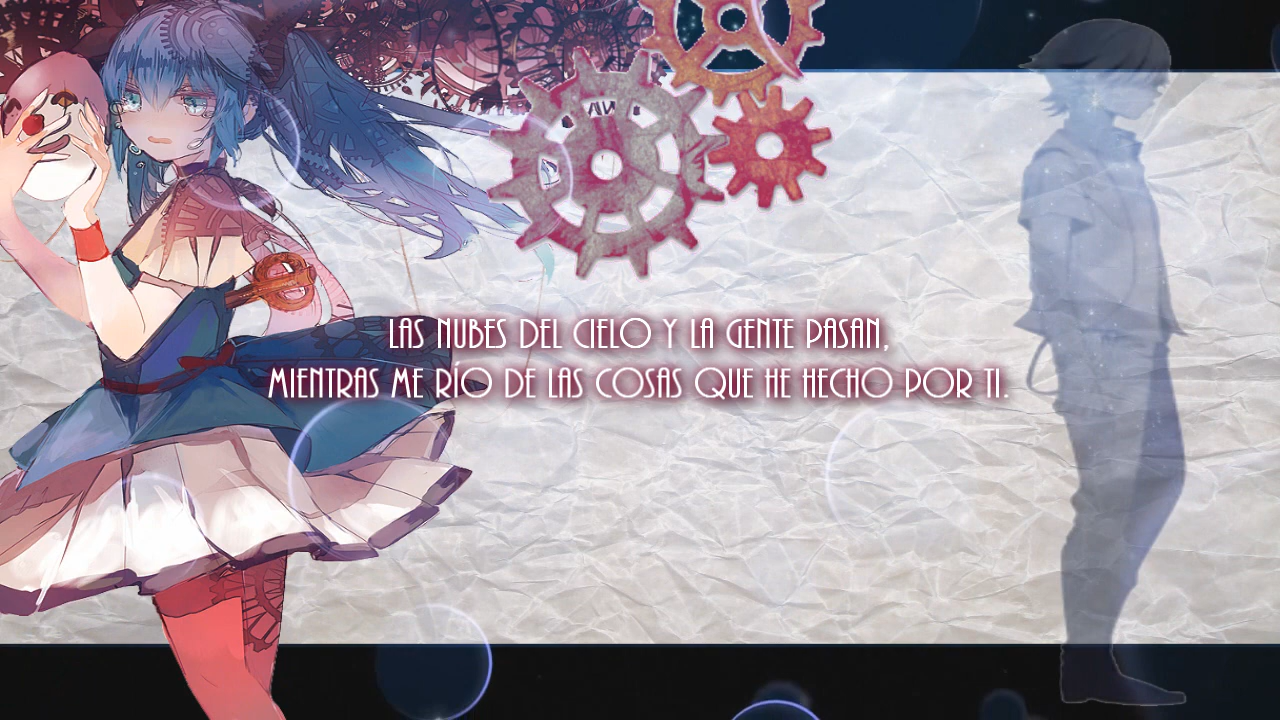 LAS NUBES DEL CIELO Y LA GENTE PASAN,
MIENTRAS ME RÍO DE LAS COSAS QUE HE HECHO POR TI.